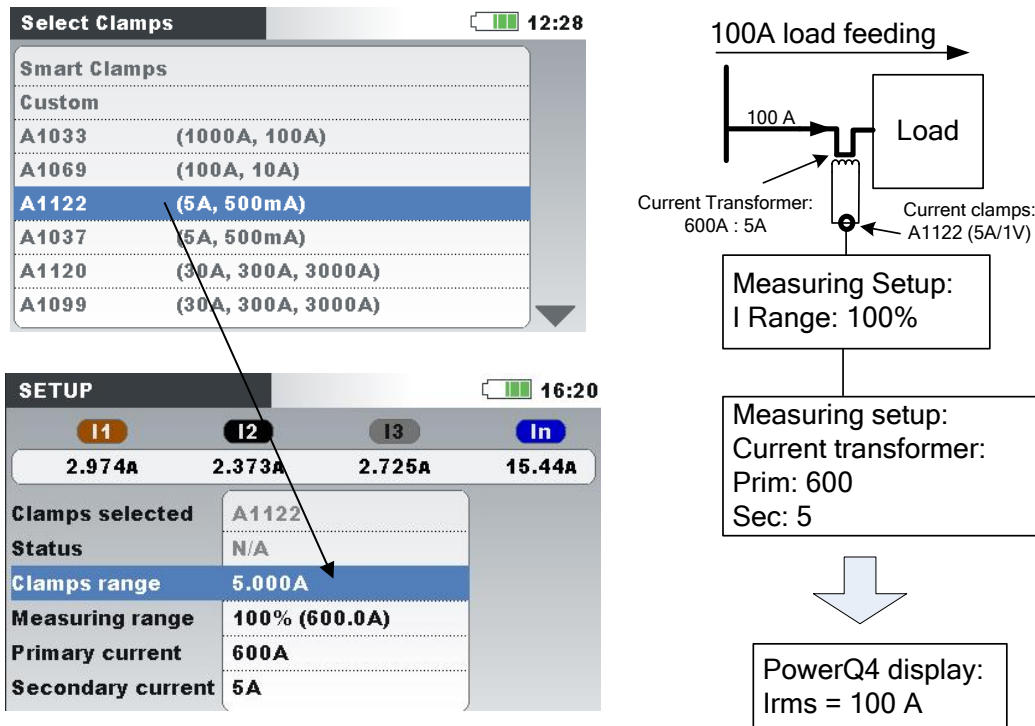 Select Clamps 12:28
Smart Clamps
Custom
A1033 (1000A, 100A)
A1069 (100A, 10A)
A1122 (5A, 500mA)
A1037 (5A, 500mA)
A1120 (30A, 300A, 3000A)
A1099 (30A, 300A, 3000A)
SETUP 16:20
I1 I2 I3 In
2.974A 2.373A 2.725A 15.44A
Clamps selected A1122
Status N/A
Clamps range 5.000A
Measuring range 100% (600.0A)
Primary current 600A
Secondary current 5A
100A load feeding
100 A
Load
Current Transformer:
600A : 5A
Current clamps:
A1122 (5A/1V)
Measuring Setup:
I Range: 100%
Measuring setup:
Current transformer:
Prim: 600
Sec: 5
PowerQ4 display:
Irms = 100 A